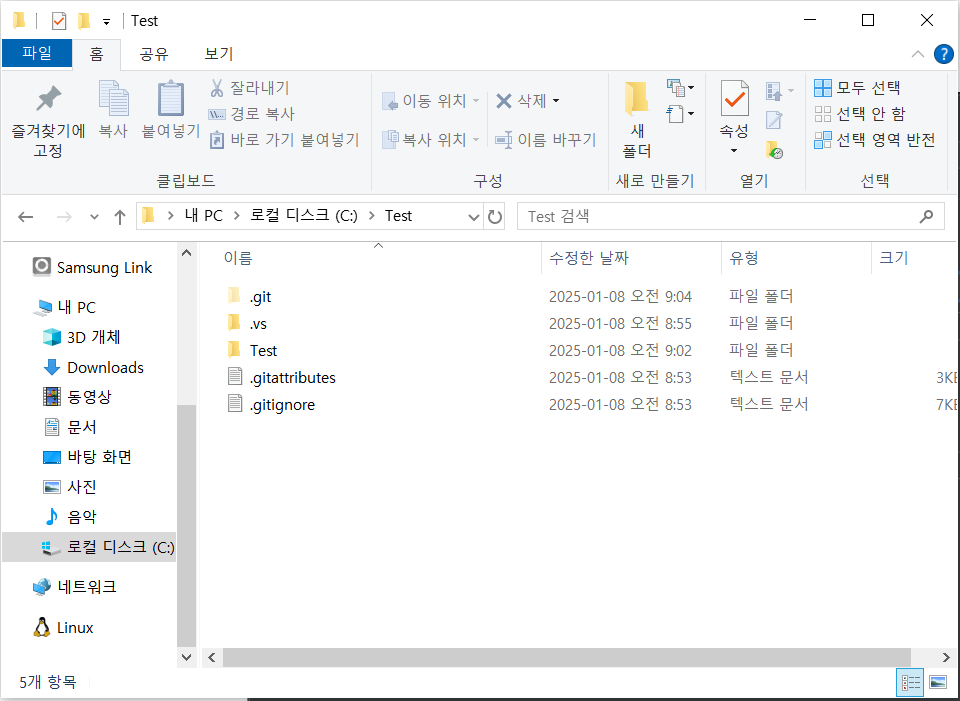 Test
파일 홈 공유 보기
즐겨찾기에 고정
복사
붙여넣기
잘라내기
경로 복사
바로 가기 붙여넣기
클립보드
이동 위치
복사 위치
삭제
이름 바꾸기
구성
새 폴더
새로 만들기
속성
열기
모두 선택
선택 안 함
선택 영역 반전
선택
내 PC > 로컬 디스크 (C:) > Test
Test 검색
Samsung Link
내 PC
3D 개체
Downloads
동영상
문서
바탕 화면
사진
음악
로컬 디스크 (C:)
네트워크
Linux
이름 수정한 날짜 유형 크기
.git 2025-01-08 오전 9:04 파일 폴더
.vs 2025-01-08 오전 8:55 파일 폴더
Test 2025-01-08 오전 9:02 파일 폴더
.gitattributes 2025-01-08 오전 8:53 텍스트 문서 3KB
.gitignore 2025-01-08 오전 8:53 텍스트 문서 7KB
5개 항목